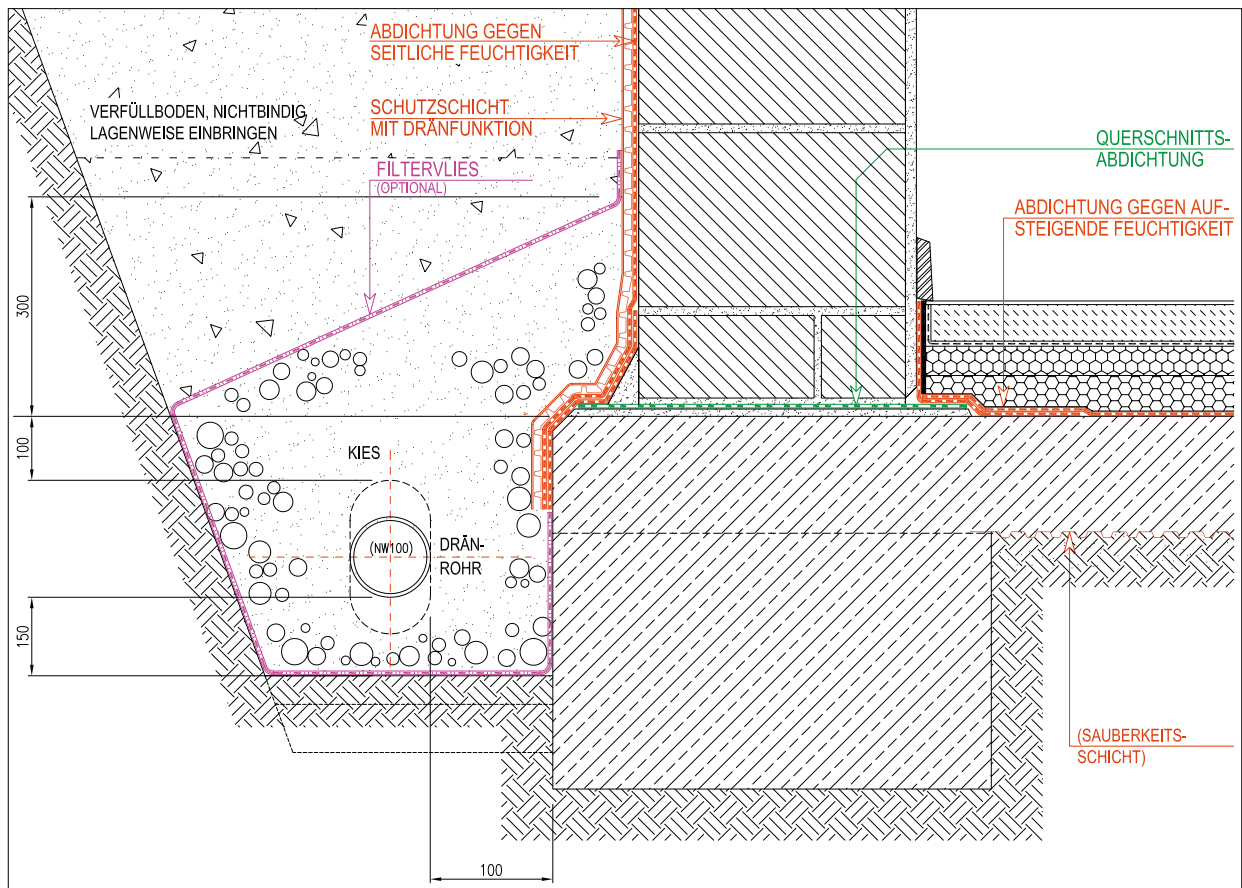 ABDICHTUNG GEGEN
SEITLICHE FEUCHTIGKEIT
VERFÜLLBODEN, NICHTBINDIG
LAGENWEISE EINBRINGEN
SCHUTZSCHICHT
MIT DRÄNFUNKTION
FILTERVLIES
(OPTIONAL)
QUERSCHNITTS-
ABDICHTUNG
ABDICHTUNG GEGEN AUF-
STEIGENDE FEUCHTIGKEIT
300
100
150
KIES
(NW100)
DRÄN-
ROHR
(SAUBERKEITS-
SCHICHT)
100